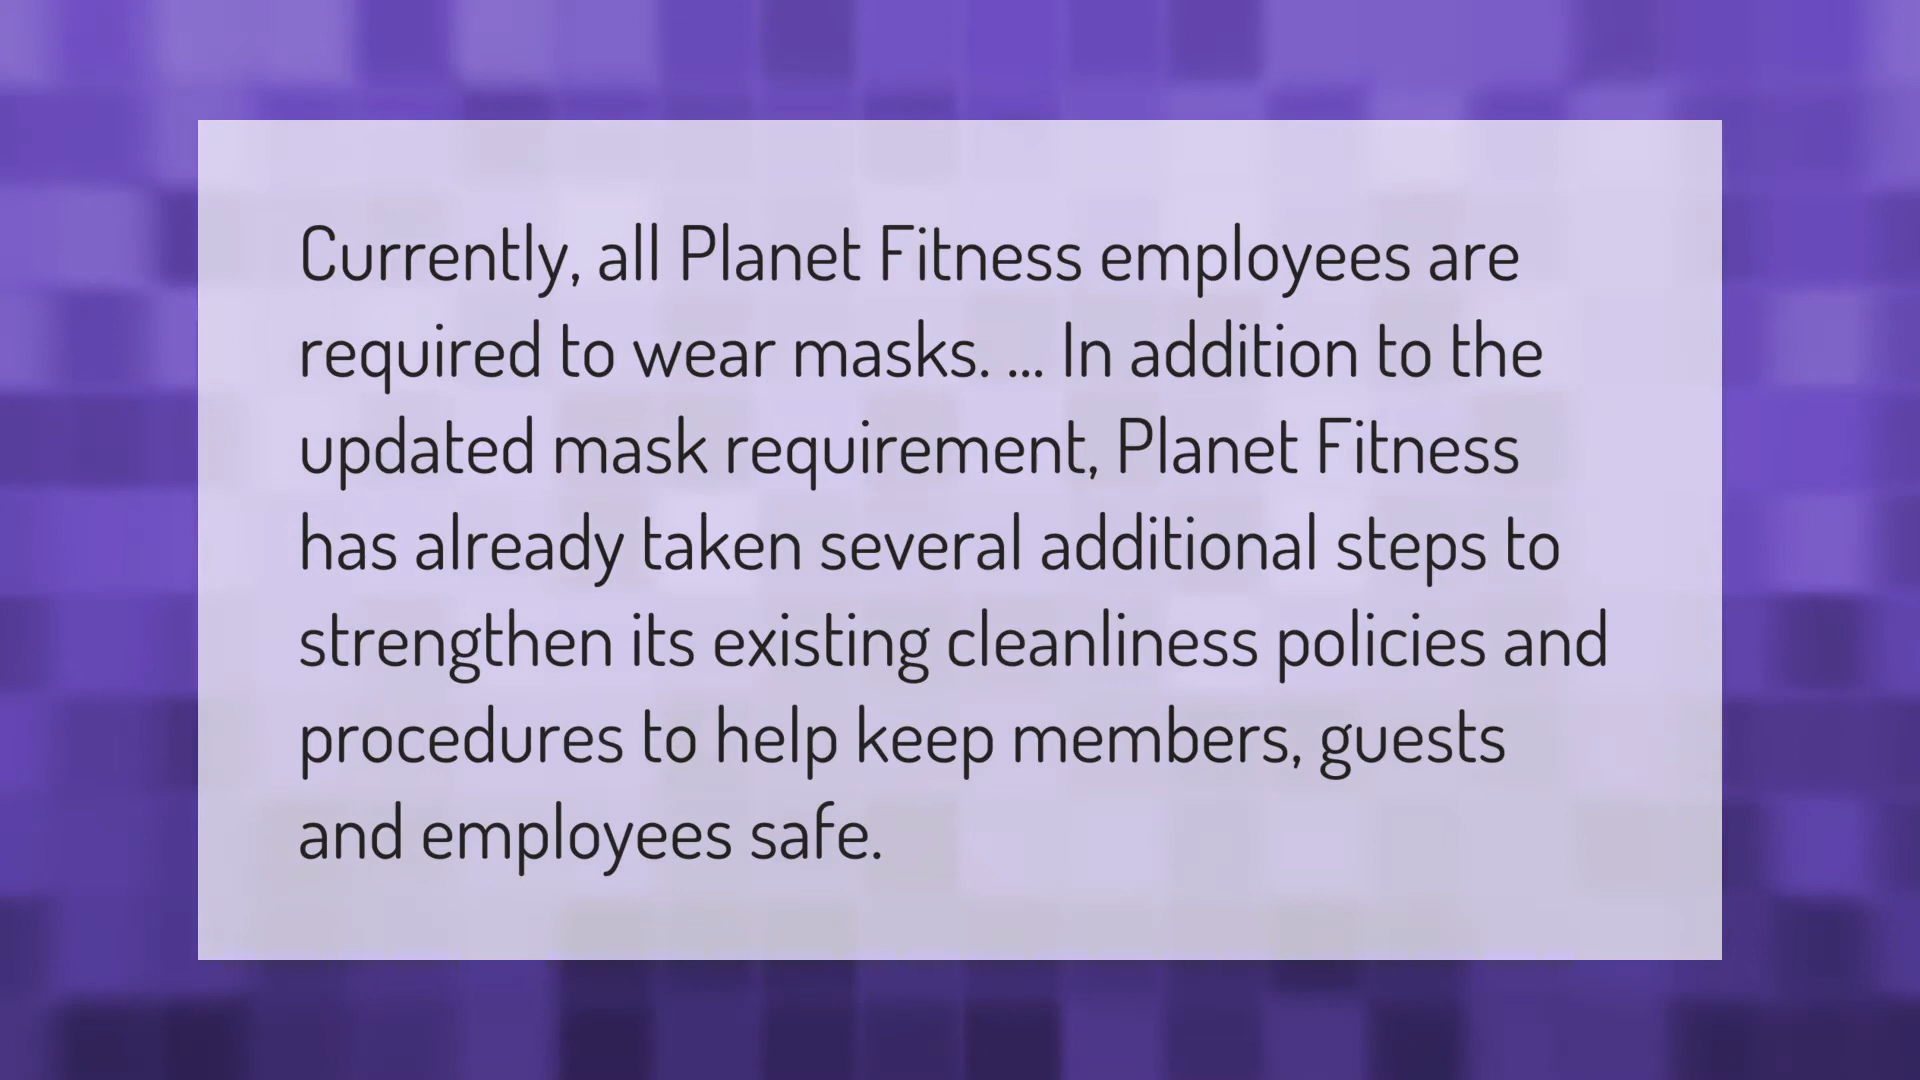 Currently, all Planet Fitness employees are
required to wear masks. ... In addition to the
updated mask requirement, Planet Fitness
has already taken several additional steps to
strengthen its existing cleanliness policies and
procedures to help keep members, guests
and employees safe.